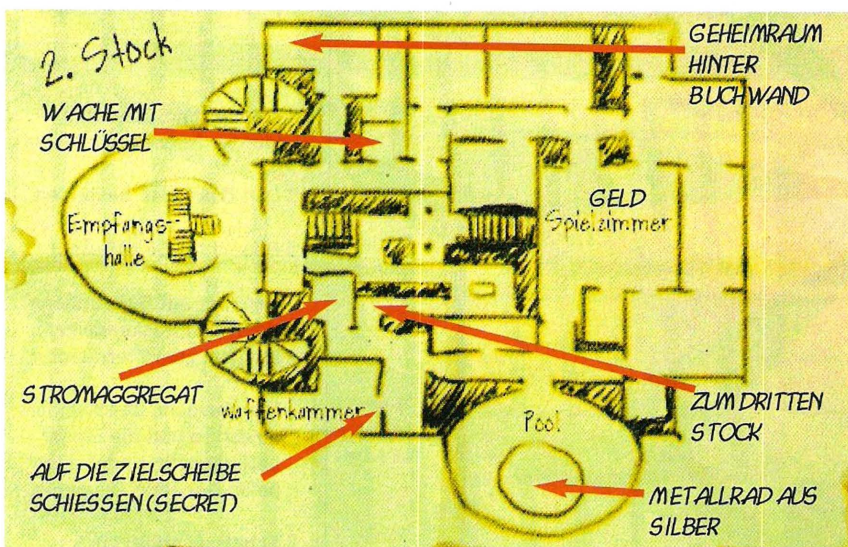 2. Stock
GEHEIMRAUM
HINTER
BUCHWAND
WACHE MIT
SCHLÜSSEL
GELD
Spielzimmer
Empfangs-
halle
STROMAGGREGAT
Waffenkammer
Pool
ZUM DRITTEN
STOCK
AUF DIE ZIELSCHEIBE
SCHIESSEN (SECRET)
METALLRAD AUS
SILBER